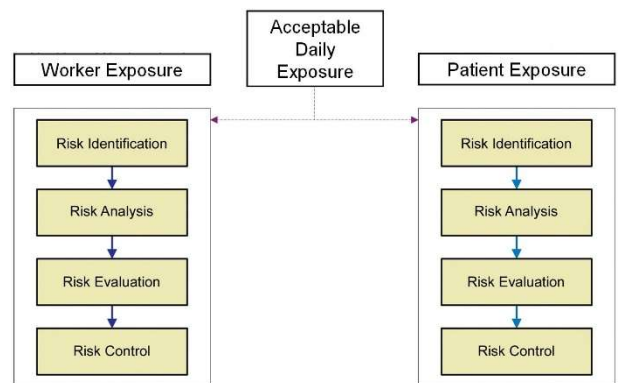 Acceptable
Daily
Exposure
Worker Exposure
Patient Exposure
Risk Identification
Risk Analysis
Risk Evaluation
Risk Control
Risk Identification
Risk Analysis
Risk Evaluation
Risk Control